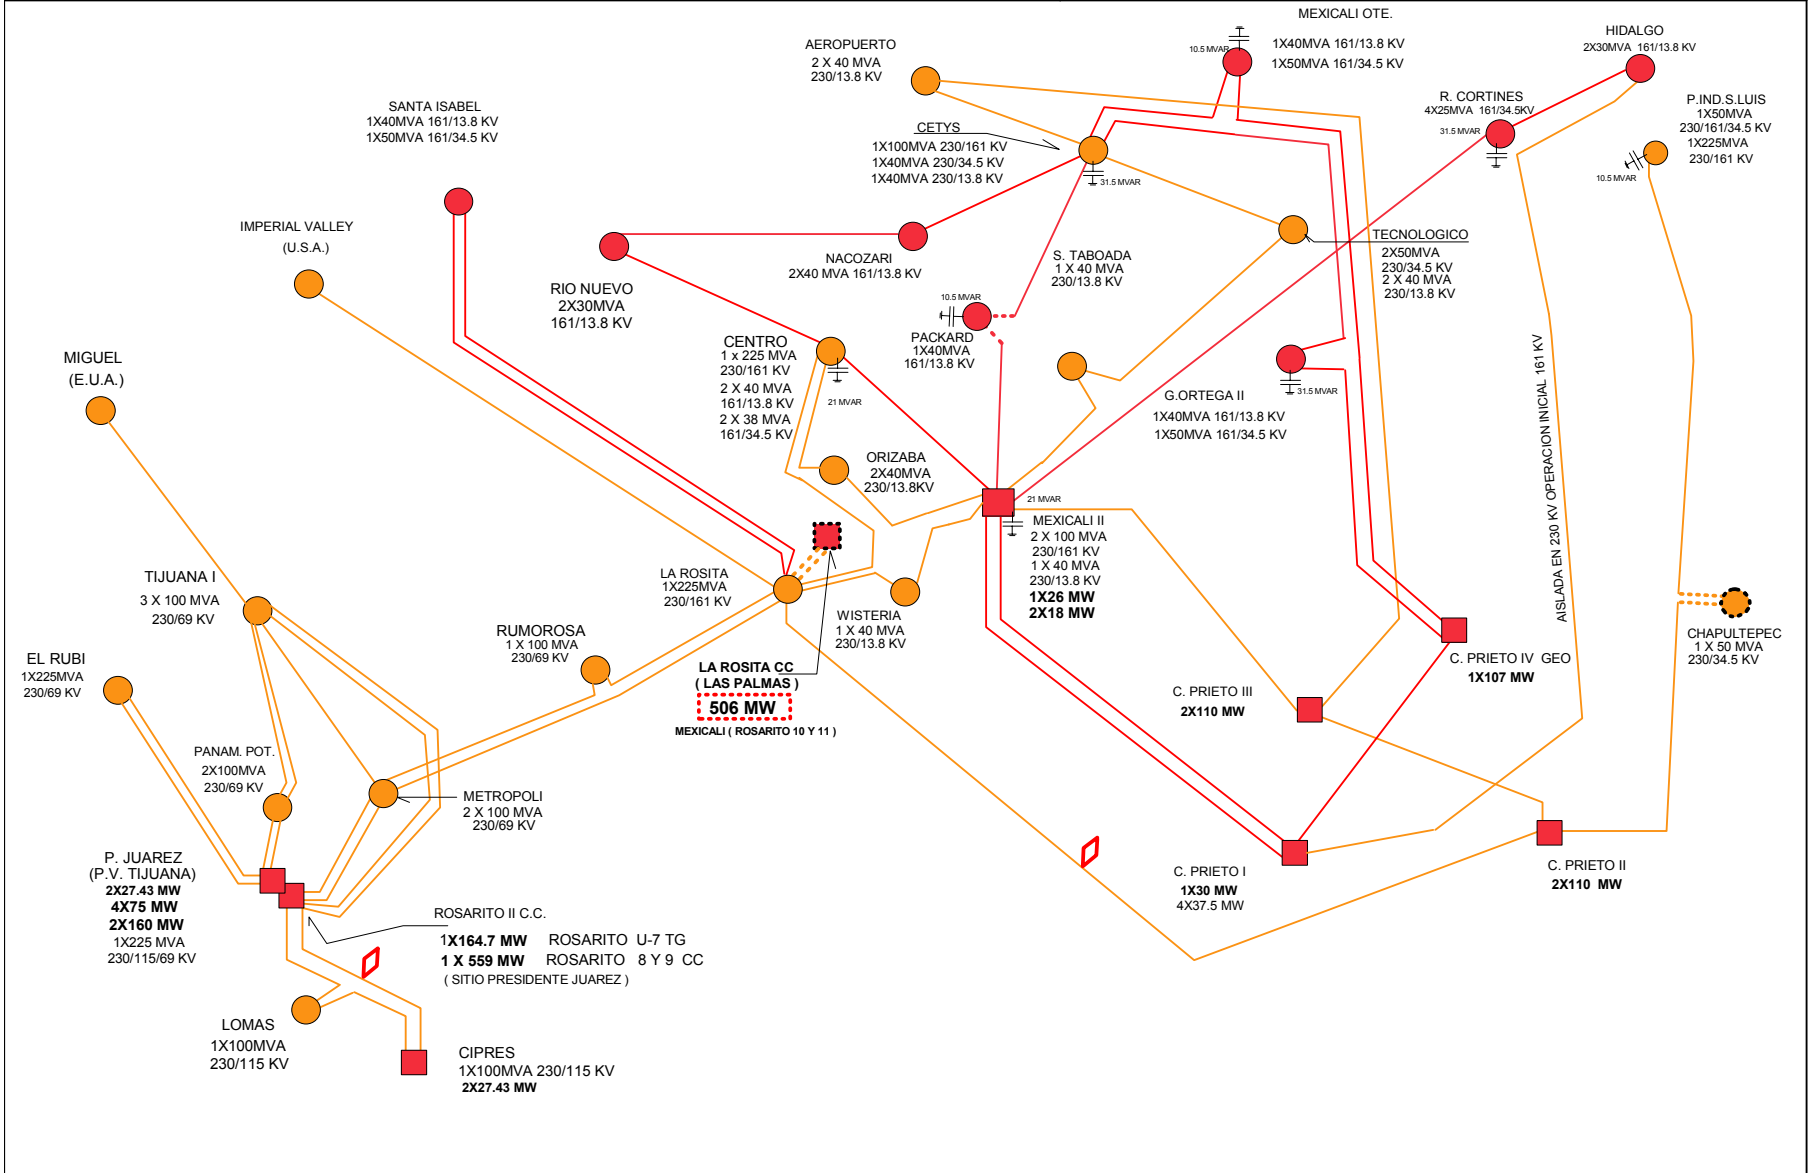 MEXICALI OTE.
1X40MVA 161/13.8 KV
1X50MVA 161/34.5 KV
10.5 MVAR
AEROPUERTO
2 X 40 MVA
230/13.8 KV
HIDALGO
2X30MVA 161/13.8 KV
R. CORTINES
4X25MVA 161/34.5KV
31.5 MVAR
P.IND.S.LUIS
1X50MVA
230/161/34.5 KV
1X225MVA
230/161 KV
10.5 MVAR
SANTA ISABEL
1X40MVA 161/13.8 KV
1X50MVA 161/34.5 KV
CETYS
1X100MVA 230/161 KV
1X40MVA 230/34.5 KV
1X40MVA 230/13.8 KV
31.5 MVAR
IMPERIAL VALLEY
(U.S.A.)
NACOZARI
2X40 MVA 161/13.8 KV
S. TABOADA
1 X 40 MVA
230/13.8 KV
TECNOLOGICO
2X50MVA
230/34.5 KV
2 X 40 MVA
230/13.8 KV
RIO NUEVO
2X30MVA
161/13.8 KV
10.5 MVAR
PACKARD
1X40MVA
161/13.8 KV
CENTRO
1 x 225 MVA
230/161 KV
2 X 40 MVA
161/13.8 KV
2 X 38 MVA
161/34.5 KV
21 MVAR
MIGUEL
(E.U.A.)
G.ORTEGA II
1X40MVA 161/13.8 KV
1X50MVA 161/34.5 KV
31.5 MVAR
AISLADA EN 230 KV OPERACION INICIAL 161 KV
ORIZABA
2X40MVA
230/13.8KV
21 MVAR
MEXICALI II
2 X 100 MVA
230/161 KV
1 X 40 MVA
230/13.8 KV
1X26 MW
2X18 MW
TIJUANA I
3 X 100 MVA
230/69 KV
LA ROSITA
1X225MVA
230/161 KV
WISTERIA
1 X 40 MVA
230/13.8 KV
RUMOROSA
1 X 100 MVA
230/69 KV
LA ROSITA CC
( LAS PALMAS )
506 MW
MEXICALI ( ROSARITO 10 Y 11 )
CHAPULTEPEC
1 X 50 MVA
230/34.5 KV
C. PRIETO IV  GEO
1X107 MW
EL RUBI
1X225MVA
230/69 KV
C. PRIETO III
2X110 MW
PANAM. POT.
2X100MVA
230/69 KV
METROPOLI
2 X 100 MVA
230/69 KV
P. JUAREZ
(P.V. TIJUANA)
2X27.43 MW
4X75 MW
2X160 MW
1X225 MVA
230/115/69 KV
C. PRIETO I
1X30 MW
4X37.5 MW
C. PRIETO II
2X110 MW
ROSARITO II C.C.
1X164.7 MW ROSARITO U-7 TG
1 X 559 MW ROSARITO 8 Y 9 CC
( SITIO PRESIDENTE JUAREZ )
LOMAS
1X100MVA
230/115 KV
CIPRES
1X100MVA 230/115 KV
2X27.43 MW